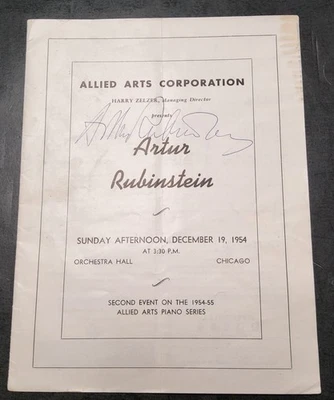 ALLIED ARTS CORPORATION
HARRY ZELZER, Managing Director
presents
Artur
Rubinstein
SUNDAY AFTERNOON, DECEMBER 19, 1954
AT 3:30 P.M.
ORCHESTRA HALL CHICAGO
SECOND EVENT ON THE 1954-55
ALLIED ARTS PIANO SERIES